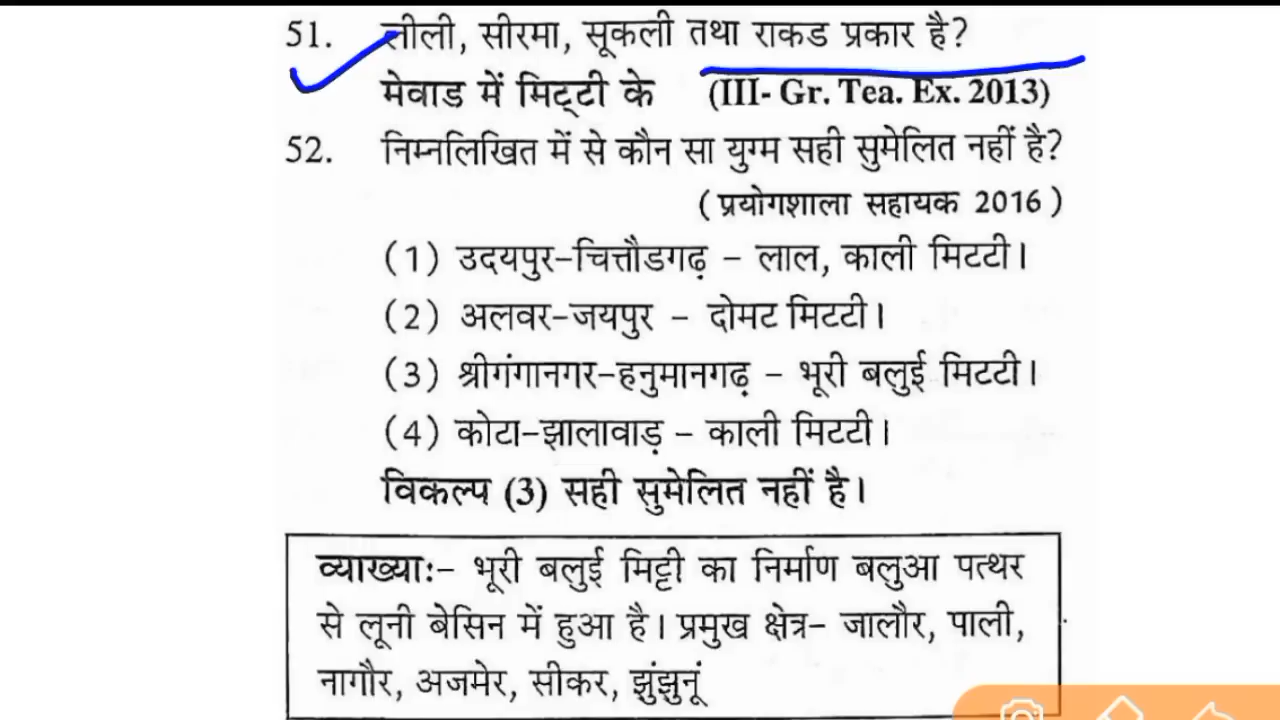 51. लीली, सीरमा, सूकली तथा राकड प्रकार है?
मेवाड में मिट्टी के (III- Gr. Tea. Ex. 2013)
52. निम्नलिखित में से कौन सा युग्म सही सुमेलित नहीं है?
(प्रयोगशाला सहायक 2016)
(1) उदयपुर-चित्तौडगढ़ - लाल, काली मिटटी।
(2) अलवर-जयपुर - दोमट मिटटी।
(3) श्रीगंगानगर-हनुमानगढ़ - भूरी बलुई मिटटी।
(4) कोटा-झालावाड़ - काली मिटटी।
विकल्प (3) सही सुमेलित नहीं है।
व्याख्याः- भूरी बलुई मिट्टी का निर्माण बलुआ पत्थर
से लूनी बेसिन में हुआ है। प्रमुख क्षेत्र- जालौर, पाली,
नागौर, अजमेर, सीकर, झुंझुनूं